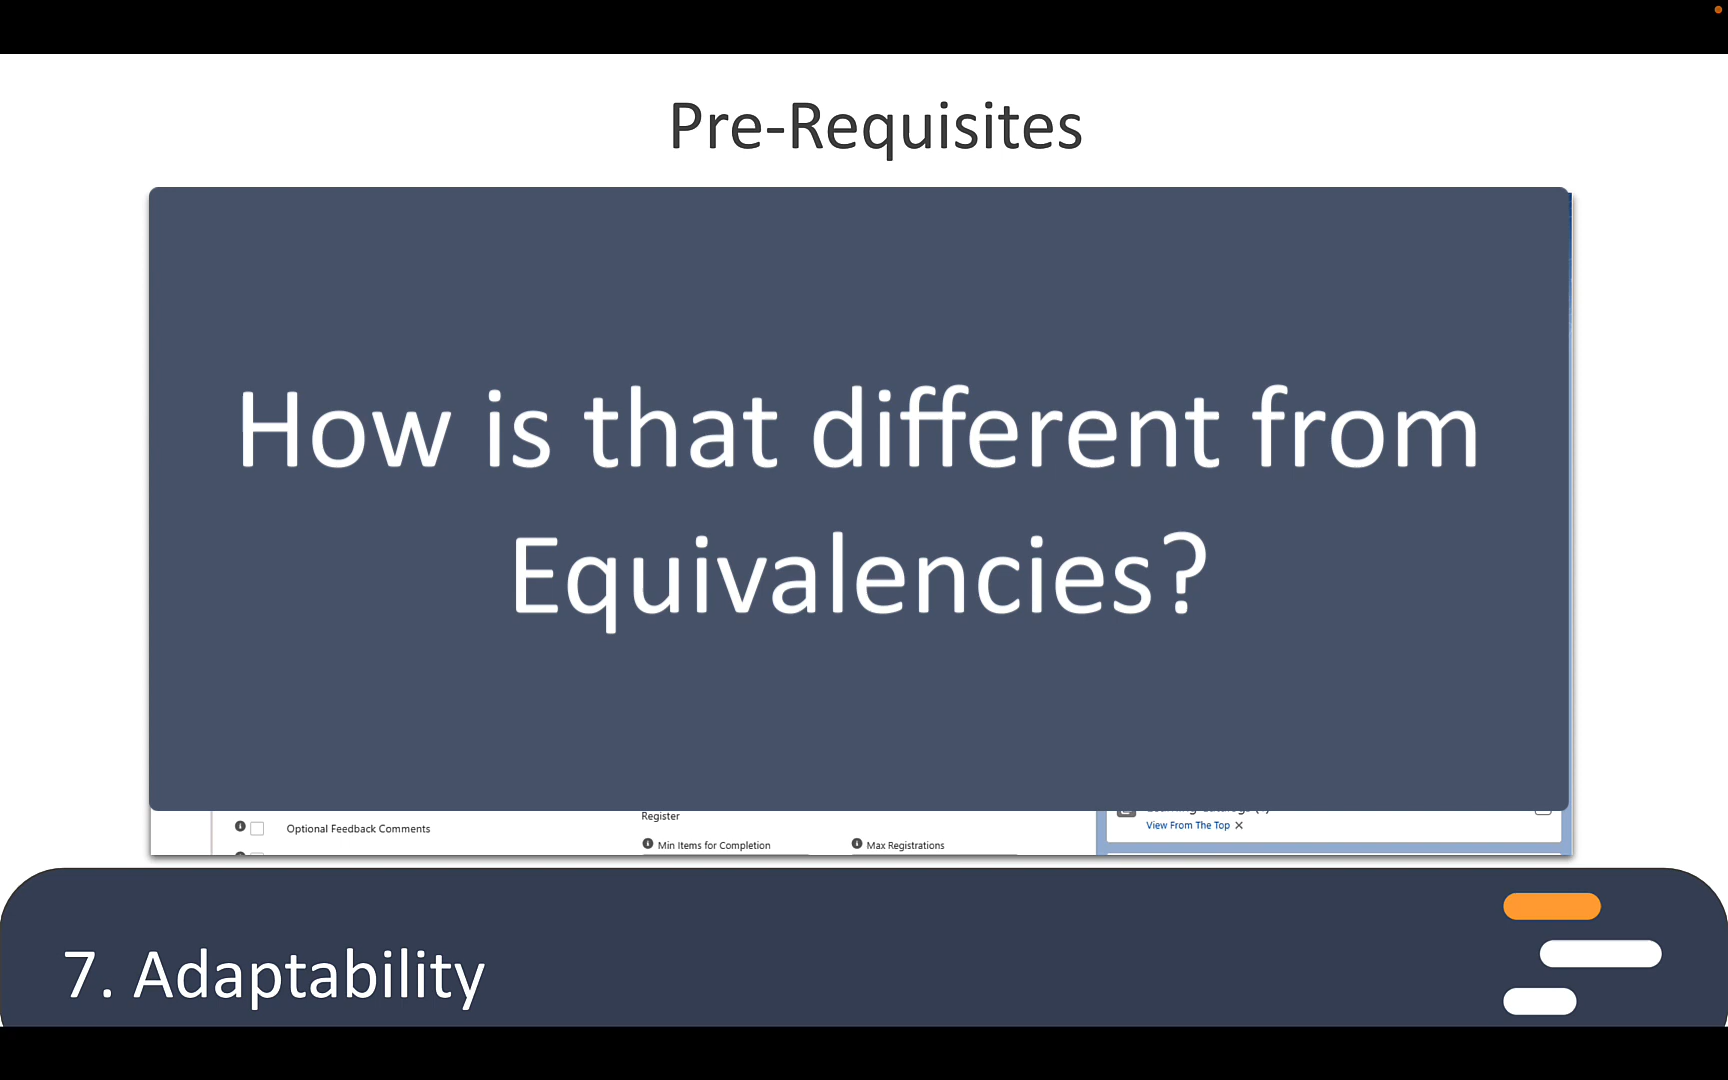 Pre-Requisites
How is that different from
Equivalencies?
Register
Optional Feedback Comments
Min Items for Completion
Max Registrations
View From The Top
7. Adaptability